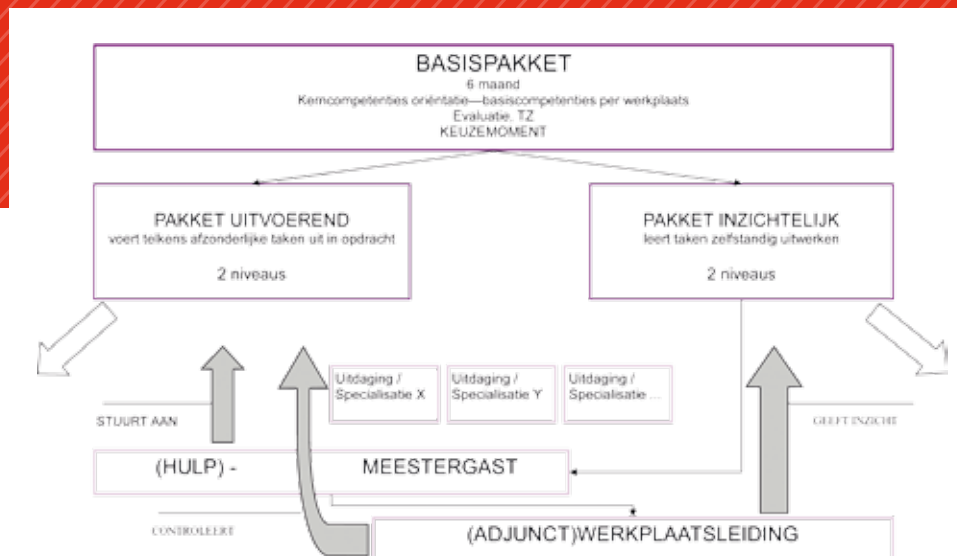 BASISPAKKET
6 maand
Kerncompetenties oriëntatie—basiscompetenties per werkplaats
Evaluatie, TZ
KEUZEMOMENT
PAKKET UITVOEREND
voert telkens afzonderlijke taken uit in opdracht
2 niveaus
PAKKET INZICHTELIJK
leert taken zelfstandig uitwerken
2 niveaus
Uitdaging /
Specialisatie X
Uitdaging /
Specialisatie Y
Uitdaging /
Specialisatie ...
STUURT AAN
GEEFT INZICHT
(HULP) - MEESTERGAST
CONTROLEERT
(ADJUNCT)WERKPLAATSLEIDING